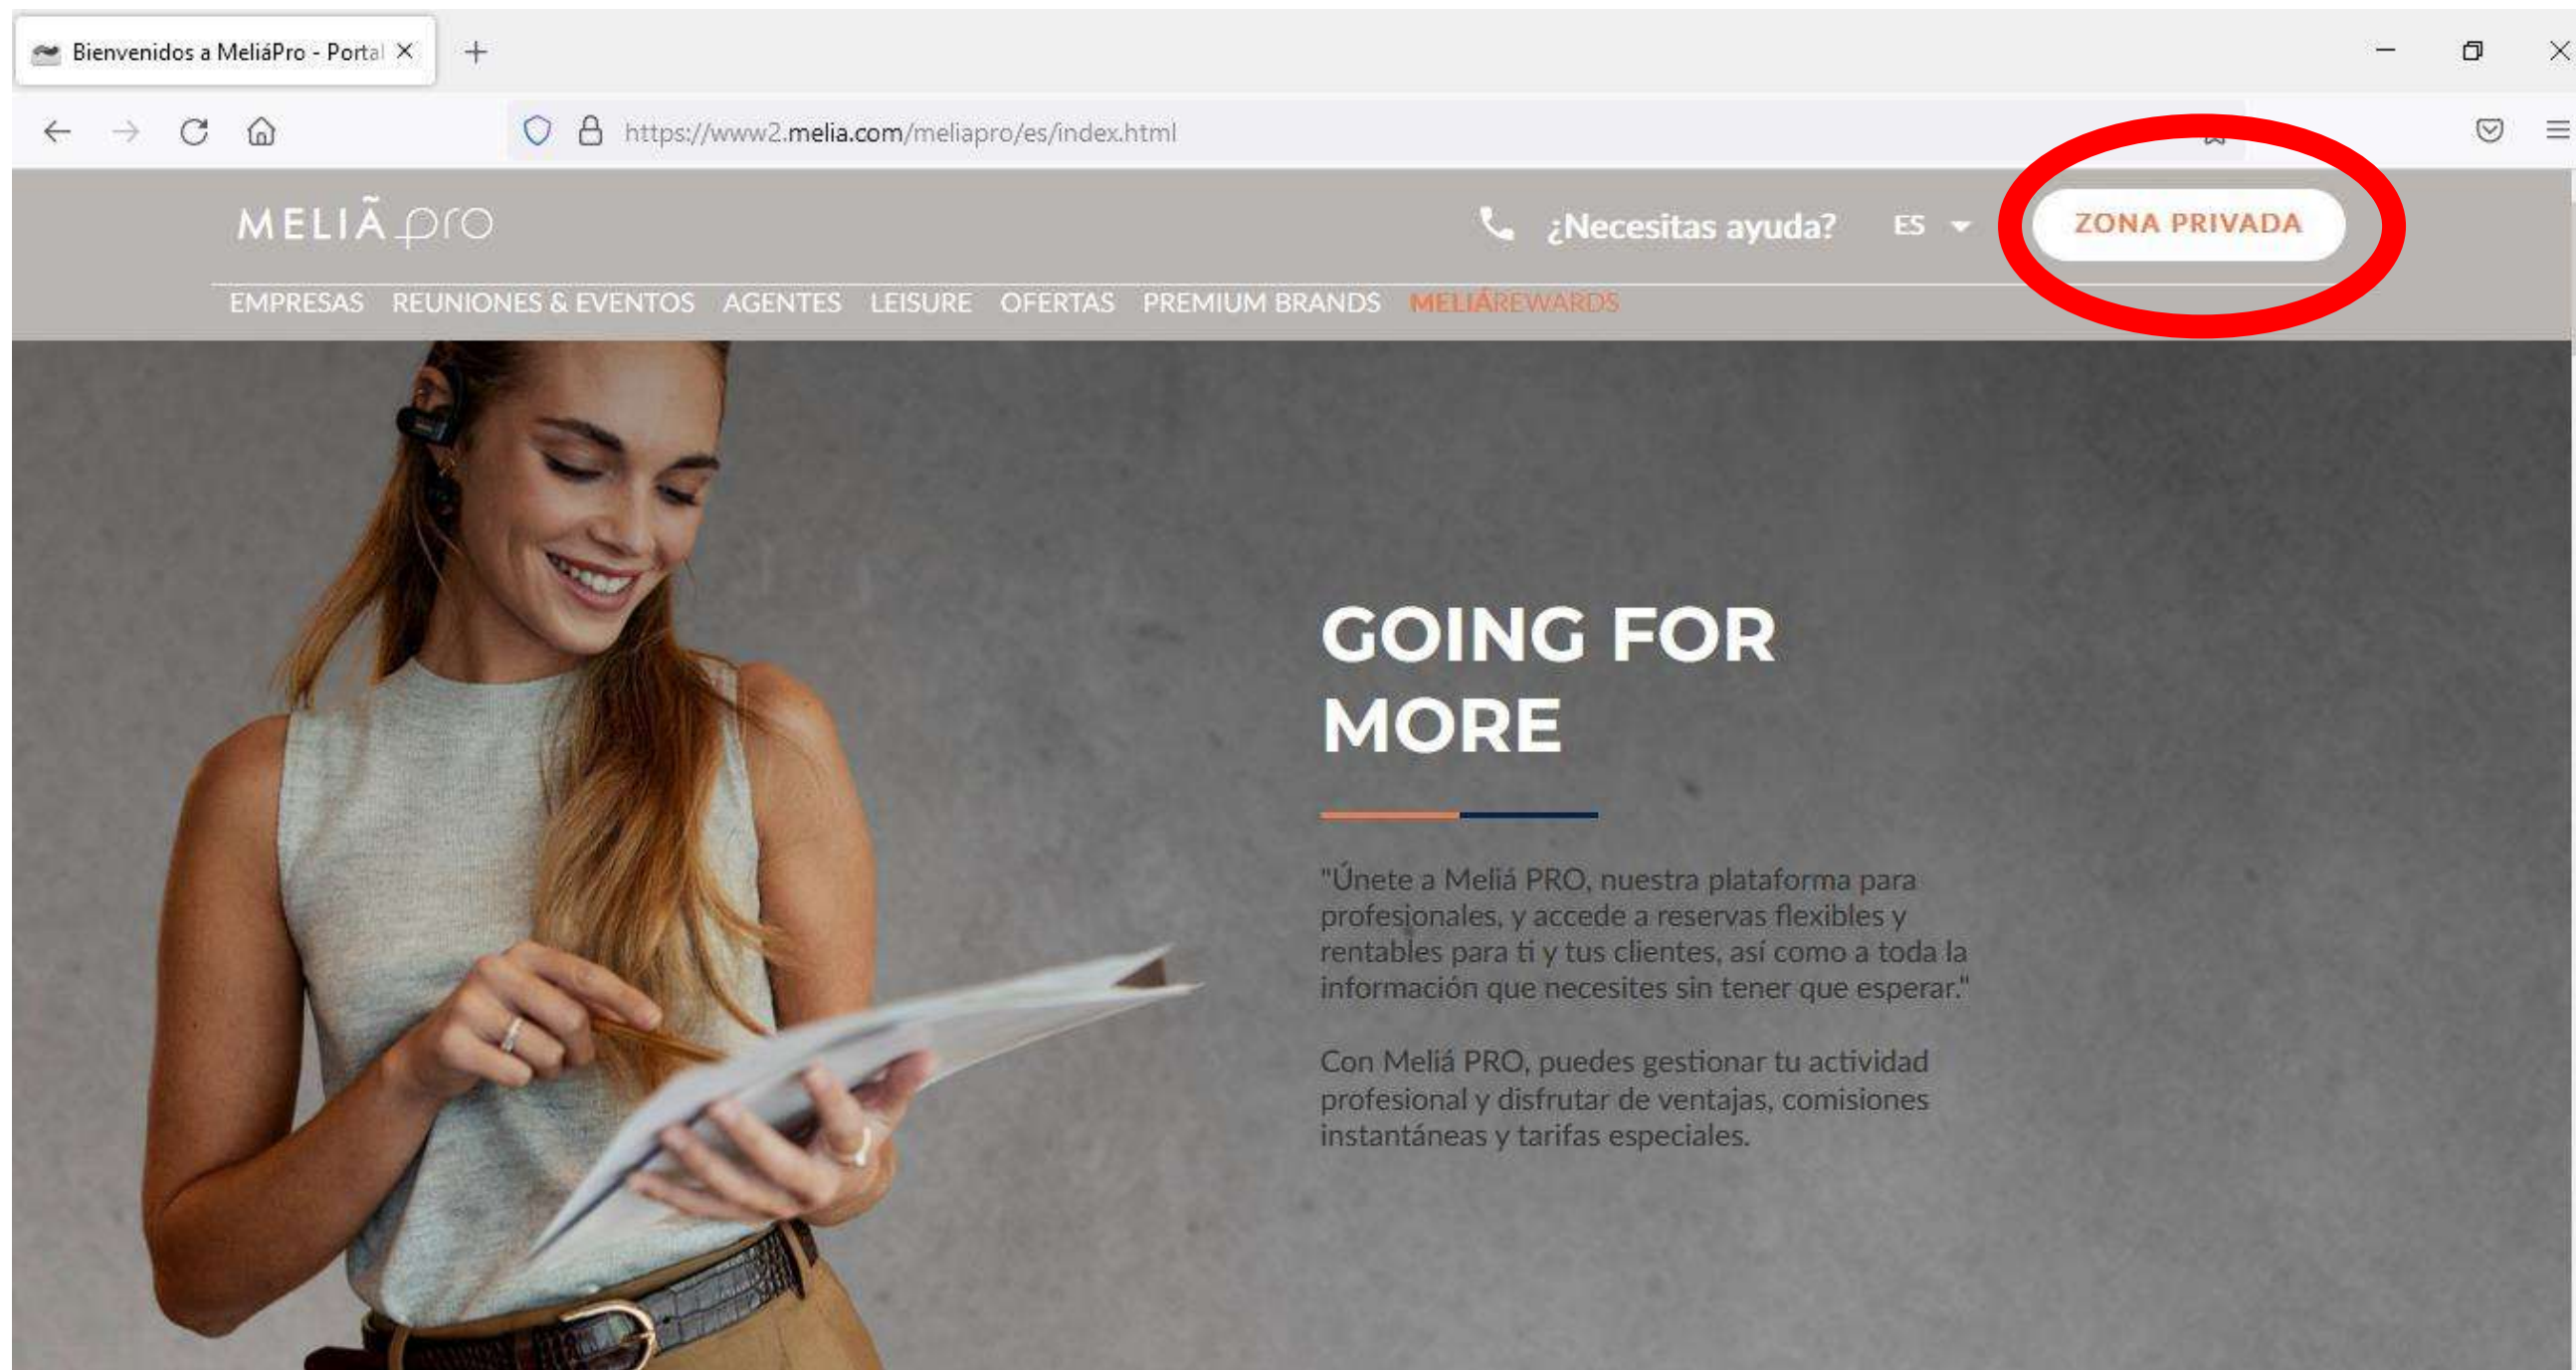 Bienvenidos a MeliáPro - Portal
https://www2.melia.com/meliapro/es/index.html
MELIÃ pro
¿Necesitas ayuda?
ES
ZONA PRIVADA
EMPRESAS REUNIONES & EVENTOS AGENTES LEISURE OFERTAS PREMIUM BRANDS MELIÁREWARDS
GOING FOR
MORE
"Únete a Meliá PRO, nuestra plataforma para
profesionales, y accede a reservas flexibles y
rentables para ti y tus clientes, así como a toda la
información que necesites sin tener que esperar."
Con Meliá PRO, puedes gestionar tu actividad
profesional y disfrutar de ventajas, comisiones
instantáneas y tarifas especiales.